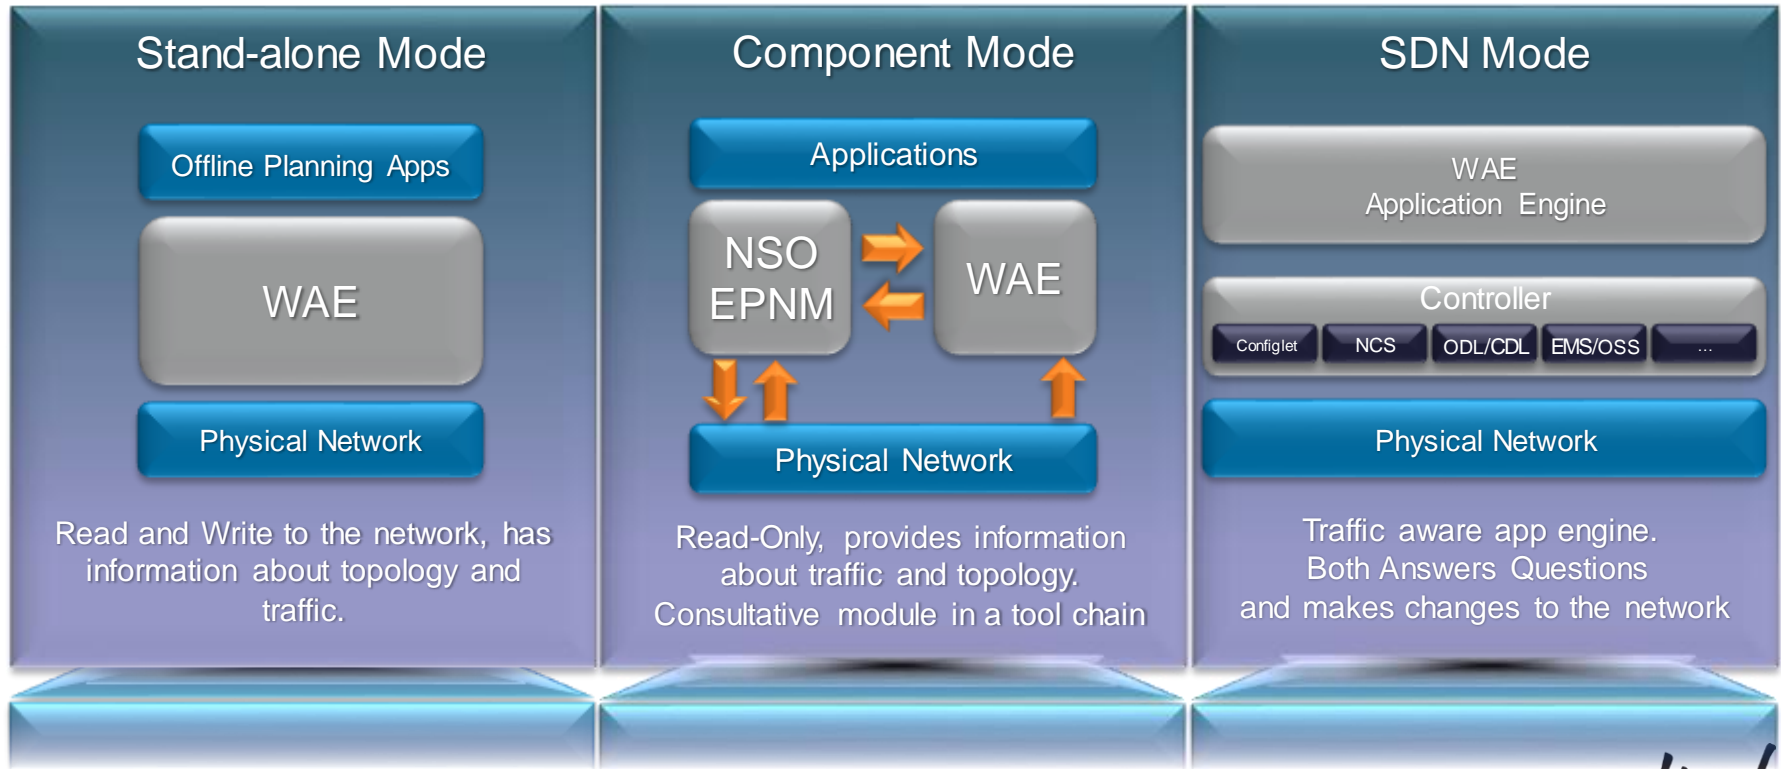 Stand-alone Mode
Offline Planning Apps
WAE
Physical Network
Read and Write to the network, has
information about topology and
traffic.
Component Mode
Applications
NSO
EPNM
WAE
Physical Network
Read-Only, provides information
about traffic and topology.
Consultative module in a tool chain
SDN Mode
WAE
Application Engine
Controller
Configlet NCS ODL/CDL EMS/OSS ...
Physical Network
Traffic aware app engine.
Both Answers Questions
and makes changes to the network